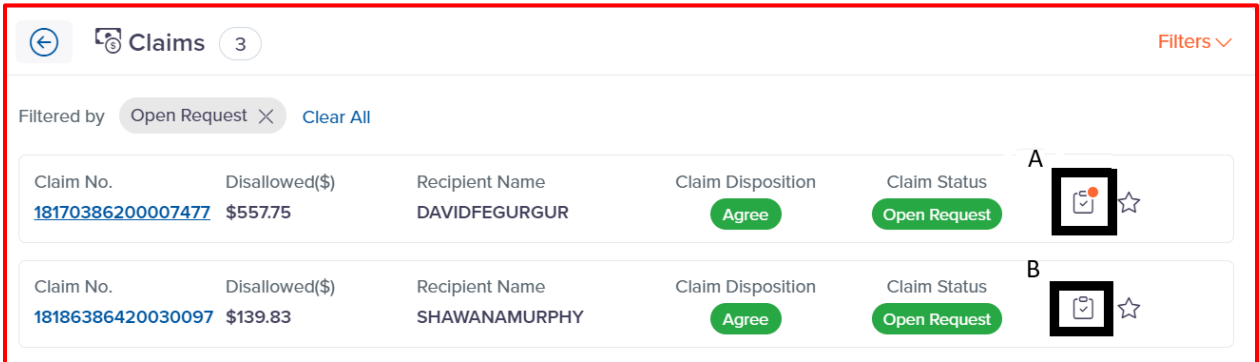 Claims 3 Filters
Filtered by Open Request Clear All
A
Claim No. Disallowed($) Recipient Name Claim Disposition Claim Status
18170386200007477 $557.75 DAVIDFEGURGUR Agree Open Request
B
Claim No. Disallowed($) Recipient Name Claim Disposition Claim Status
18186386420030097 $139.83 SHAWANAMURPHY Agree Open Request